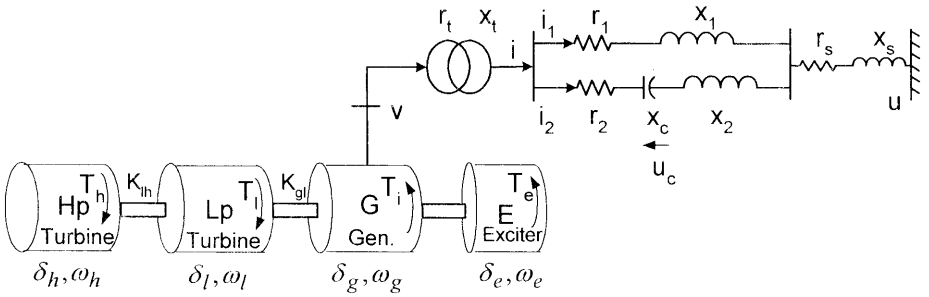 r_t x_t i i_1 r_1 x_1 r_s x_s
v i_2 r_2 x_c x_2 u
u_c
T_h K_lh T_l K_gl T_i T_e
Hp Lp G E
Turbine Turbine Gen. Exciter
δ_h,ω_h δ_l,ω_l δ_g,ω_g δ_e,ω_e